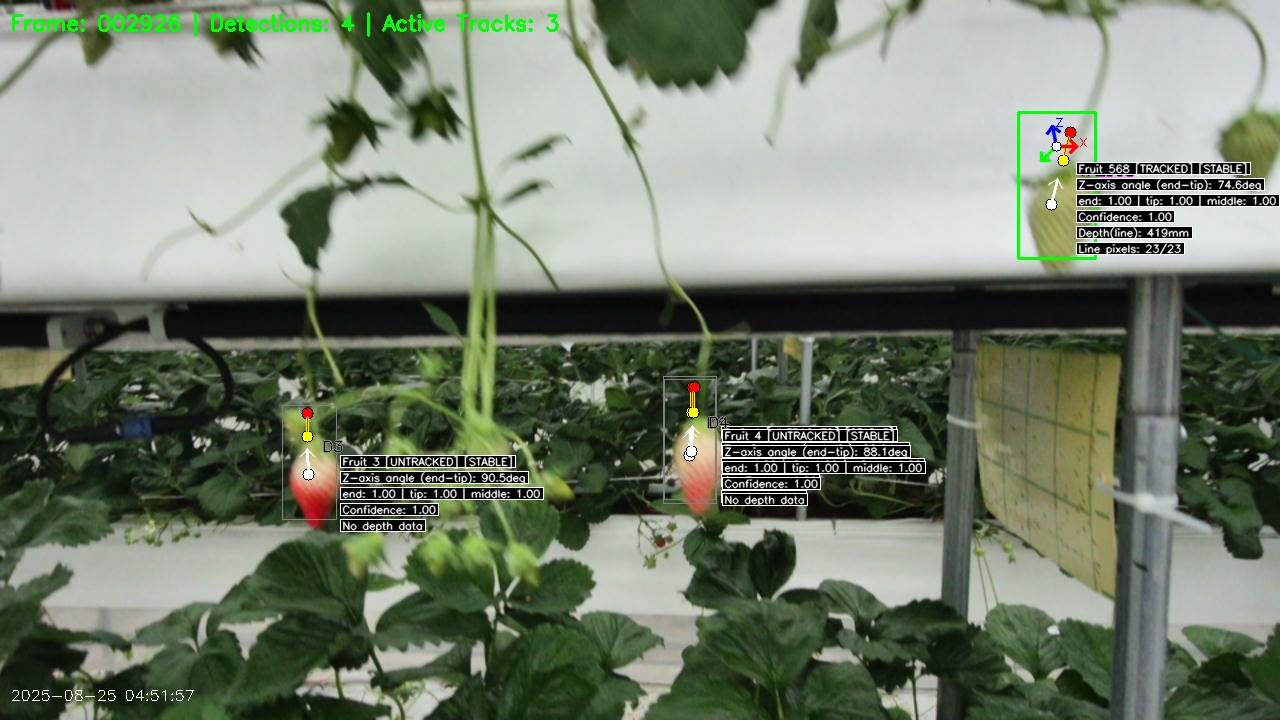 Frame: 002926 | Detections: 4 | Active Tracks: 3
Z
X
Fruit 568 [TRACKED] [STABLE]
Z-axis angle (end-tip): 74.6deg
end: 1.00 | tip: 1.00 | middle: 1.00
Confidence: 1.00
Depth(line): 419mm
Line pixels: 23/23
Fruit 4 [UNTRACKED] [STABLE]
Z-axis angle (end-tip): 88.1deg
end: 1.00 | tip: 1.00 | middle: 1.00
Confidence: 1.00
No depth data
D3
Fruit 3 [UNTRACKED] [STABLE]
Z-axis angle (end-tip): 90.5deg
end: 1.00 | tip: 1.00 | middle: 1.00
Confidence: 1.00
No depth data
2025-08-25 04:51:57